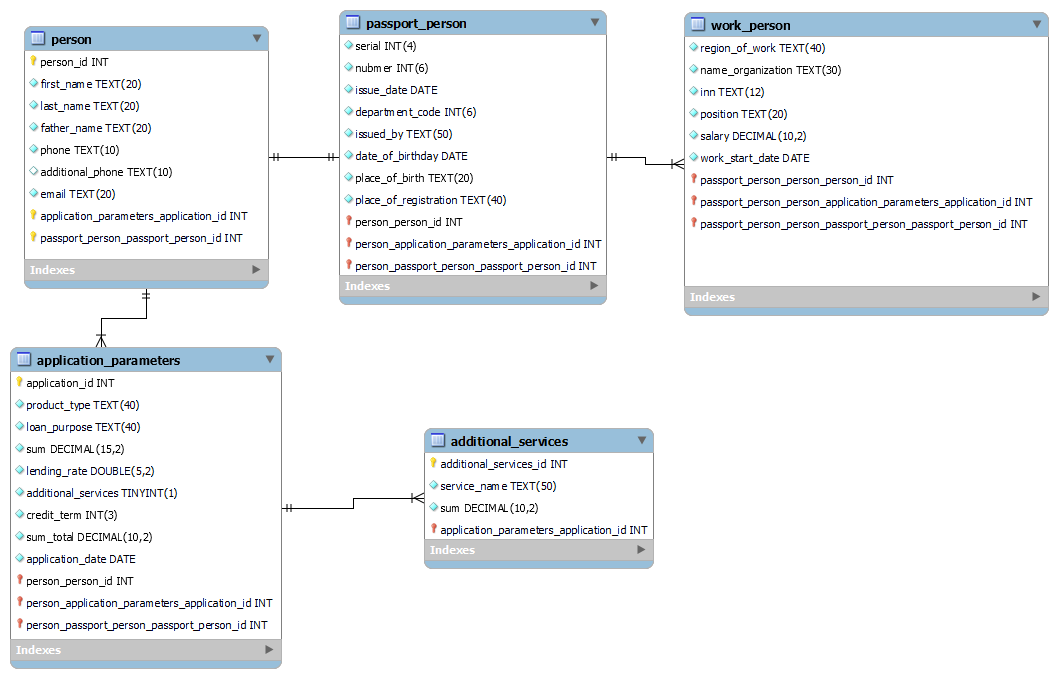 person
person_id INT
first_name TEXT(20)
last_name TEXT(20)
father_name TEXT(20)
phone TEXT(10)
additional_phone TEXT(10)
email TEXT(20)
application_parameters_application_id INT
passport_person_passport_person_id INT
Indexes
passport_person
serial INT(4)
nubmer INT(6)
issue_date DATE
department_code INT(6)
issued_by TEXT(50)
date_of_birthday DATE
place_of_birth TEXT(20)
place_of_registration TEXT(40)
person_person_id INT
person_application_parameters_application_id INT
person_passport_person_passport_person_id INT
Indexes
work_person
region_of_work TEXT(40)
name_organization TEXT(30)
inn TEXT(12)
position TEXT(20)
salary DECIMAL(10,2)
work_start_date DATE
passport_person_person_person_id INT
passport_person_person_application_parameters_application_id INT
passport_person_person_passport_person_passport_person_id INT
Indexes
application_parameters
application_id INT
product_type TEXT(40)
loan_purpose TEXT(40)
sum DECIMAL(15,2)
lending_rate DOUBLE(5,2)
additional_services TINYINT(1)
credit_term INT(3)
sum_total DECIMAL(10,2)
application_date DATE
person_person_id INT
person_application_parameters_application_id INT
person_passport_person_passport_person_id INT
Indexes
additional_services
additional_services_id INT
service_name TEXT(50)
sum DECIMAL(10,2)
application_parameters_application_id INT
Indexes